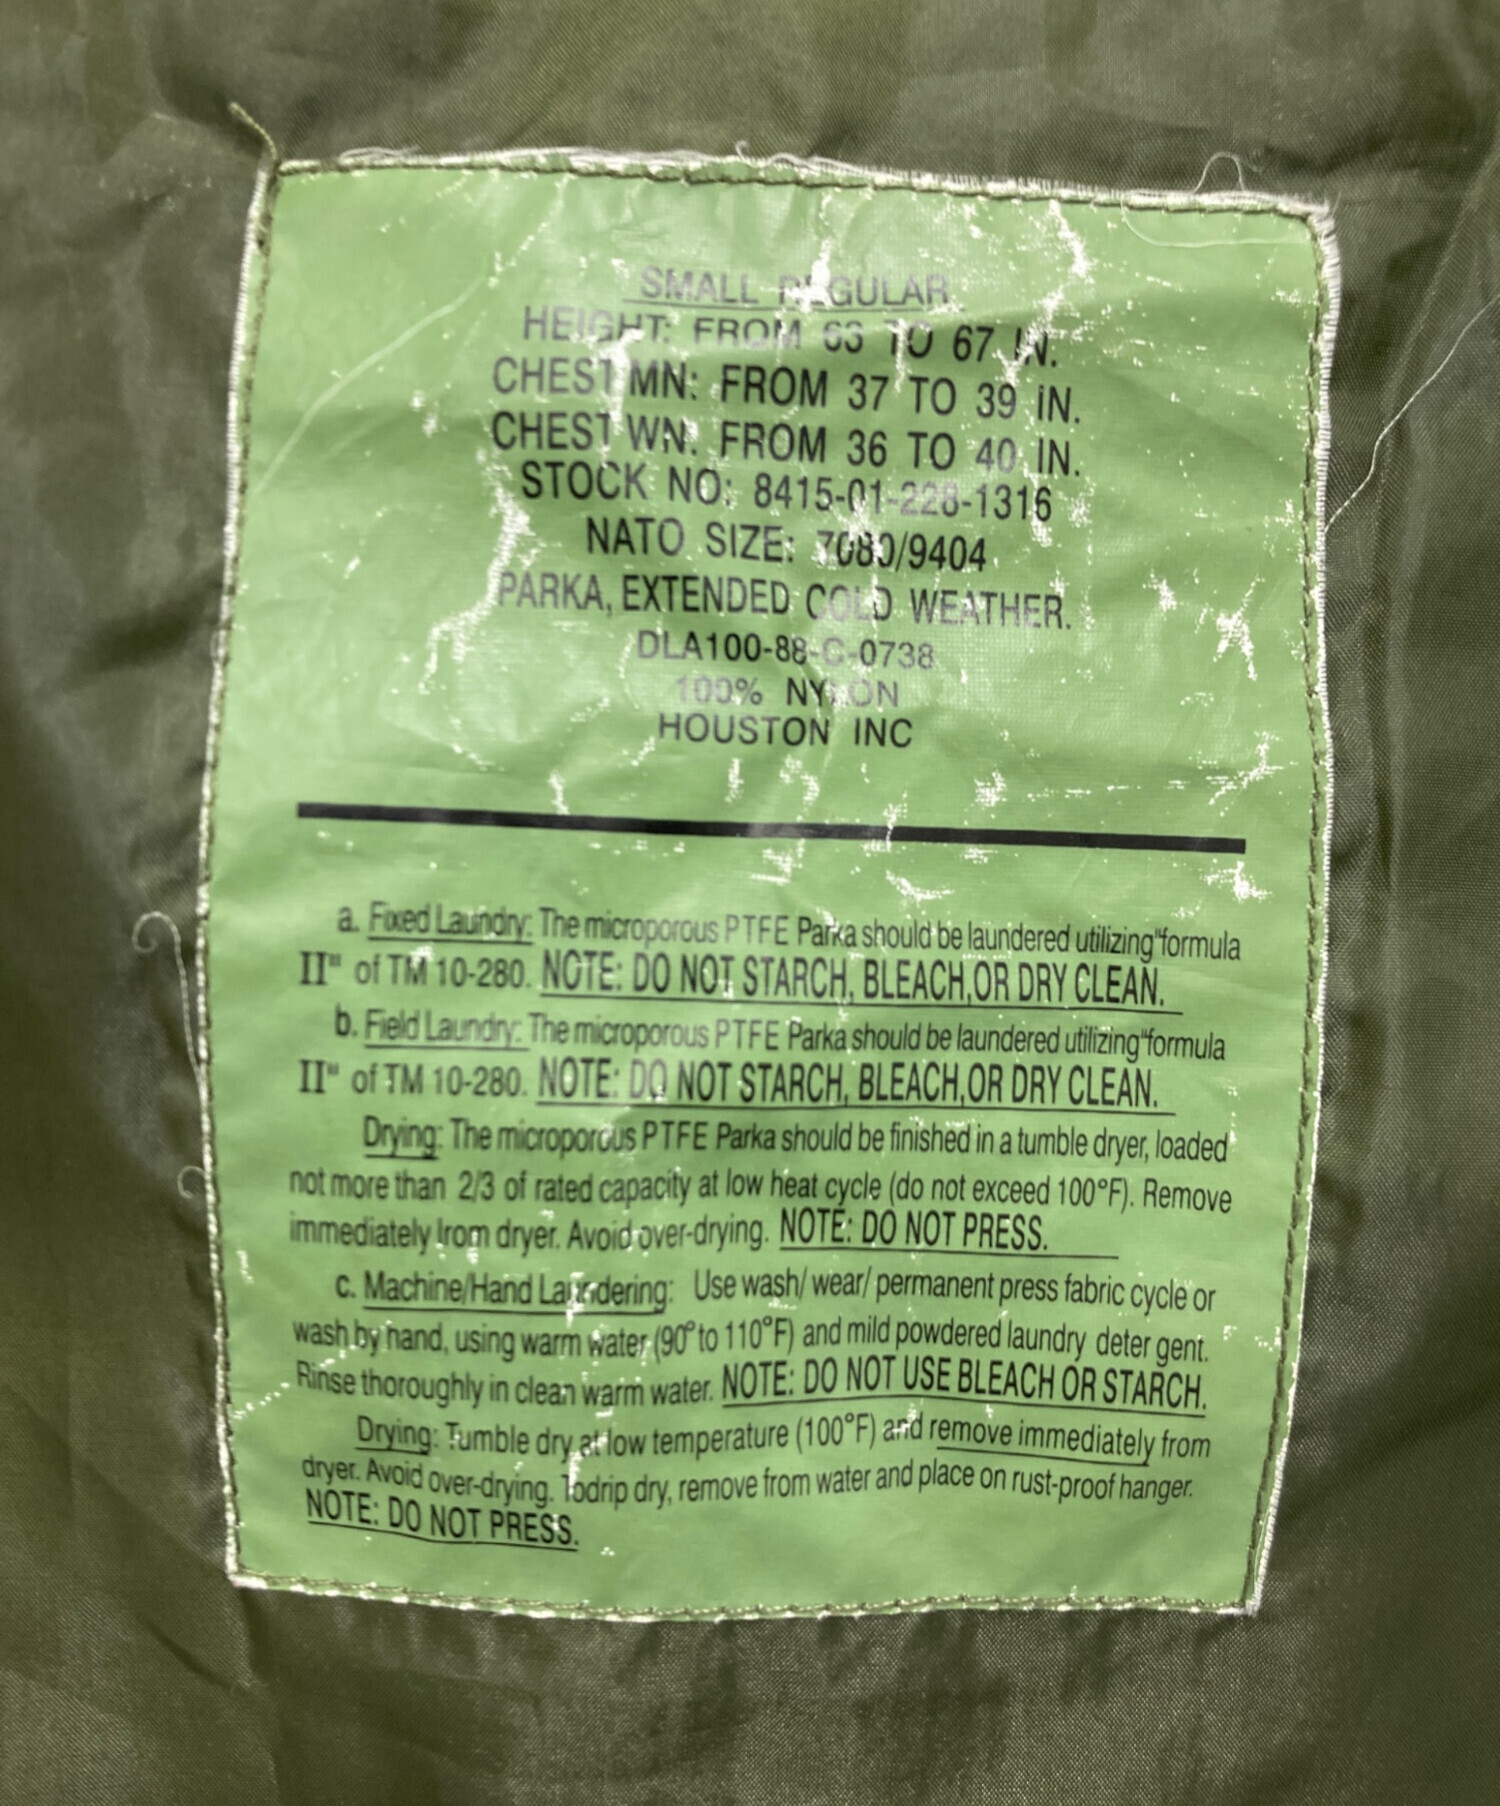 SMALL REGULAR
HEIGHT: FROM 63 TO 67 IN.
CHEST MN: FROM 37 TO 39 IN.
CHEST WN: FROM 36 TO 40 IN.
STOCK NO: 8415-01-228-1316
NATO SIZE: 7080/9404
PARKA, EXTENDED COLD WEATHER.
DLA100-88-C-0738
100% NYLON
HOUSTON INC
a. Fixed Laundry: The microporous PTFE Parka should be laundered utilizing "formula
II" of TM 10-280. NOTE: DO NOT STARCH, BLEACH, OR DRY CLEAN.
b. Field Laundry: The microporous PTFE Parka should be laundered utilizing "formula
II" of TM 10-280. NOTE: DO NOT STARCH, BLEACH, OR DRY CLEAN.
Drying: The microporous PTFE Parka should be finished in a tumble dryer, loaded
not more than 2/3 of rated capacity at low heat cycle (do not exceed 100°F). Remove
immediately from dryer. Avoid over-drying. NOTE: DO NOT PRESS.
c. Machine/Hand Laundering: Use wash/ wear/ permanent press fabric cycle or
wash by hand, using warm water (90° to 110°F) and mild powdered laundry deter gent.
Rinse thoroughly in clean warm water. NOTE: DO NOT USE BLEACH OR STARCH.
Drying: Tumble dry at low temperature (100°F) and remove immediately from
dryer. Avoid over-drying. Todrip dry, remove from water and place on rust-proof hanger.
NOTE: DO NOT PRESS.